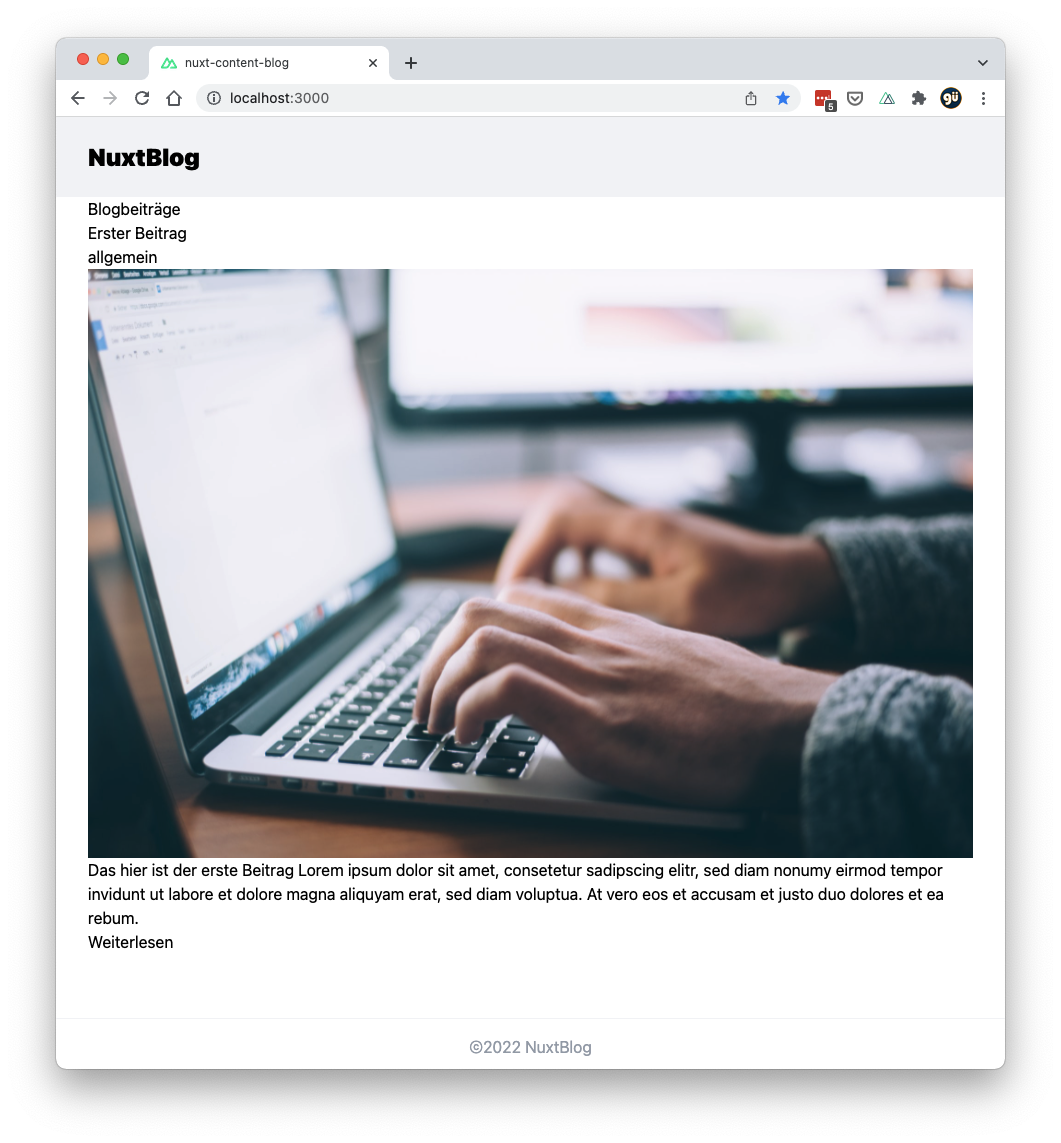 nuxt-content-blog
localhost:3000
5
gü
NuxtBlog
Blogbeiträge
Erster Beitrag
allgemein
Das hier ist der erste Beitrag Lorem ipsum dolor sit amet, consetetur sadipscing elitr, sed diam nonumy eirmod tempor
invidunt ut labore et dolore magna aliquyam erat, sed diam voluptua. At vero eos et accusam et justo duo dolores et ea
rebum.
Weiterlesen
©2022 NuxtBlog